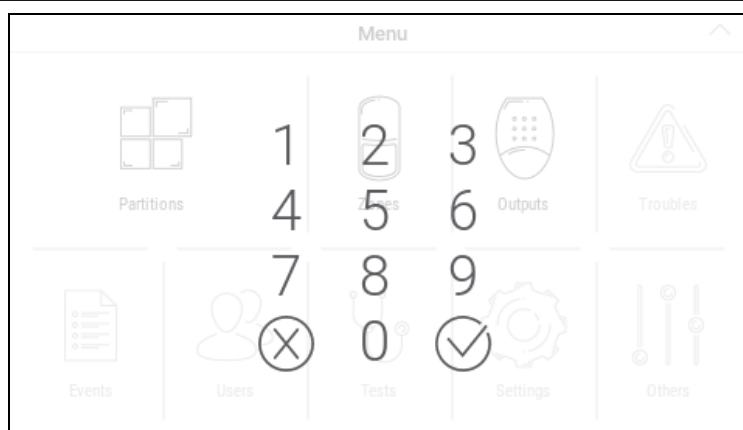 Menu
1 2 3
Partitions Zones Outputs Troubles
4 5 6
7 8 9
0
Events Users Tests Settings Others